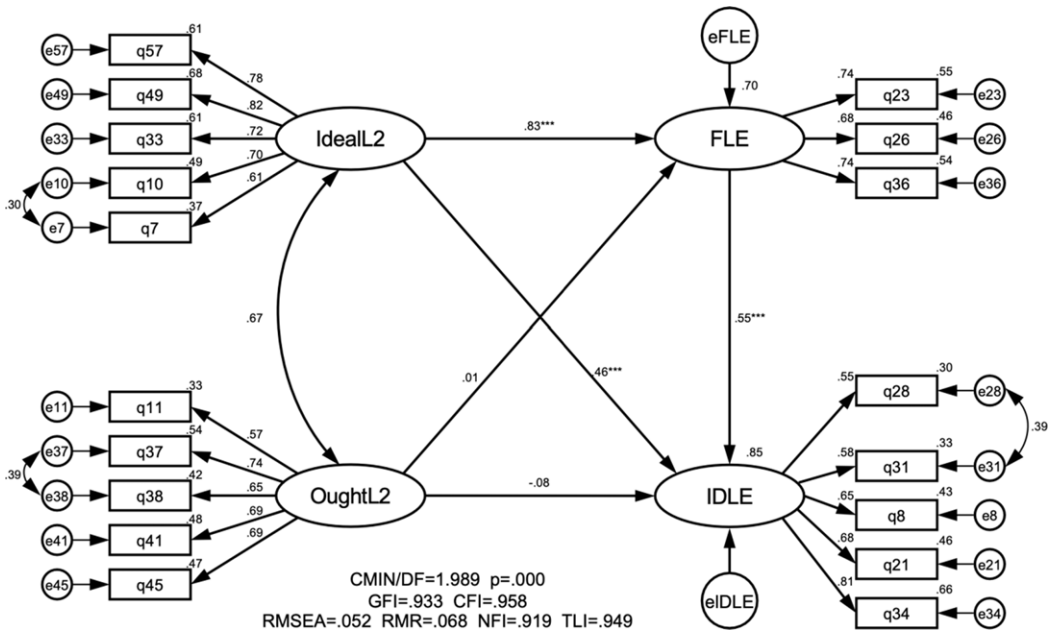 eFLE
.70
e57
q57
.61
.78
e49
q49
.68
.82
e33
q33
.61
.72
e10
q10
.49
.70
e7
q7
.37
.61
.30
IdealL2
.83***
FLE
.74
q23
.55
e23
.68
q26
.46
e26
.74
q36
.54
e36
.67
.01
.46***
.55***
e11
q11
.33
.57
e37
q37
.54
.74
e38
q38
.42
.65
e41
q41
.48
.69
e45
q45
.47
.69
.39
OughtL2
-.08
IDLE
.85
.55
q28
.30
e28
.58
q31
.33
e31
.39
.65
q8
.43
e8
.68
q21
.46
e21
.81
q34
.66
e34
eIDLE
CMIN/DF=1.989 p=.000
GFI=.933 CFI=.958
RMSEA=.052 RMR=.068 NFI=.919 TLI=.949